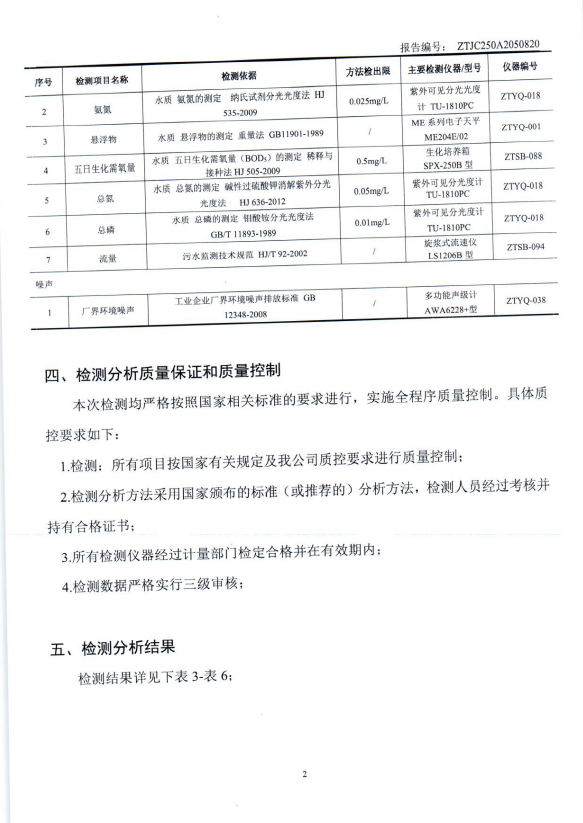 报告编号： ZTJC250A2050820
序号 检测项目名称 检测依据 方法检出限 主要检测仪器/型号 仪器编号
2 氨氮 水质 氨氮的测定 纳氏试剂分光光度法 HJ 535-2009 0.025mg/L 紫外可见分光光度计 TU-1810PC ZTYQ-018
3 悬浮物 水质 悬浮物的测定 重量法 GB11901-1989 / ME 系列电子天平 ME204E/02 ZTYQ-001
4 五日生化需氧量 水质 五日生化需氧量（BOD₅）的测定 稀释与接种法 HJ 505-2009 0.5mg/L 生化培养箱 SPX-250B 型 ZTSB-088
5 总氮 水质 总氮的测定 碱性过硫酸钾消解紫外分光光度法 HJ 636-2012 0.05mg/L 紫外可见分光度计 TU-1810PC ZTYQ-018
6 总磷 水质 总磷的测定 钼酸铵分光光度法 GB/T 11893-1989 0.01mg/L 紫外可见分光度计 TU-1810PC ZTYQ-018
7 流量 污水监测技术规范 HJ/T 92-2002 / 旋浆式流速仪 LS1206B 型 ZTSB-094
噪声
1 厂界环境噪声 工业企业厂界环境噪声排放标准 GB 12348-2008 / 多功能声级计 AWA6228+型 ZTYQ-038
四、检测分析质量保证和质量控制
本次检测均严格按照国家相关标准的要求进行，实施全程序质量控制。具体质
控要求如下：
1.检测：所有项目按国家有关规定及我公司质控要求进行质量控制；
2.检测分析方法采用国家颁布的标准（或推荐的）分析方法，检测人员经过考核并
持有合格证书；
3.所有检测仪器经过计量部门检定合格并在有效期内；
4.检测数据严格实行三级审核；
五、检测分析结果
检测结果详见下表 3-表 6；
2